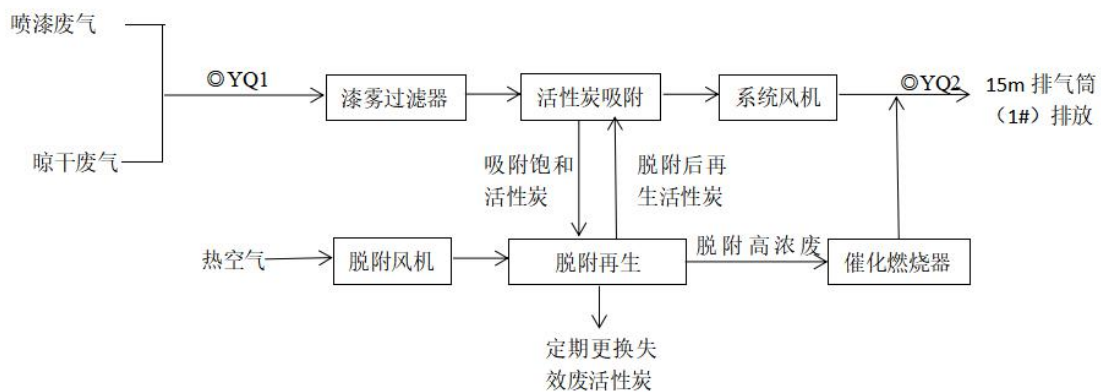 喷漆废气
◎YQ1
漆雾过滤器
活性炭吸附
系统风机
◎YQ2
15m 排气筒
（1#）排放
晾干废气
吸附饱和
活性炭
脱附后再
生活性炭
热空气
脱附风机
脱附再生
脱附高浓废
催化燃烧器
定期更换失
效废活性炭